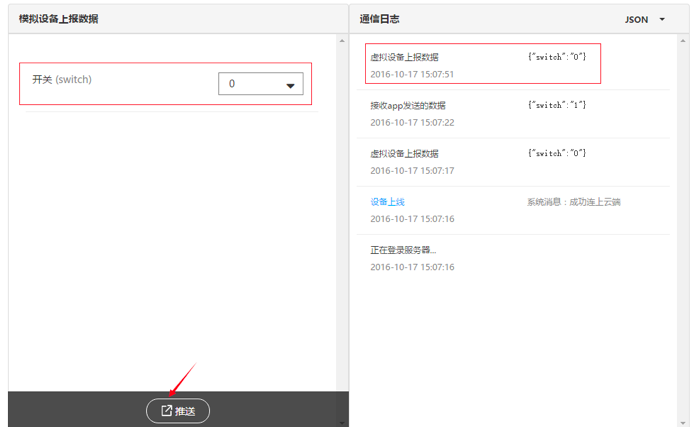 模拟设备上报数据
开关 (switch)
0
推送
通信日志
JSON
虚拟设备上报数据
{"switch":"0"}
2016-10-17 15:07:51
接收app发送的数据
{"switch":"1"}
2016-10-17 15:07:22
虚拟设备上报数据
{"switch":"0"}
2016-10-17 15:07:17
设备上线
系统消息：成功连上云端
2016-10-17 15:07:16
正在登录服务器...
2016-10-17 15:07:16